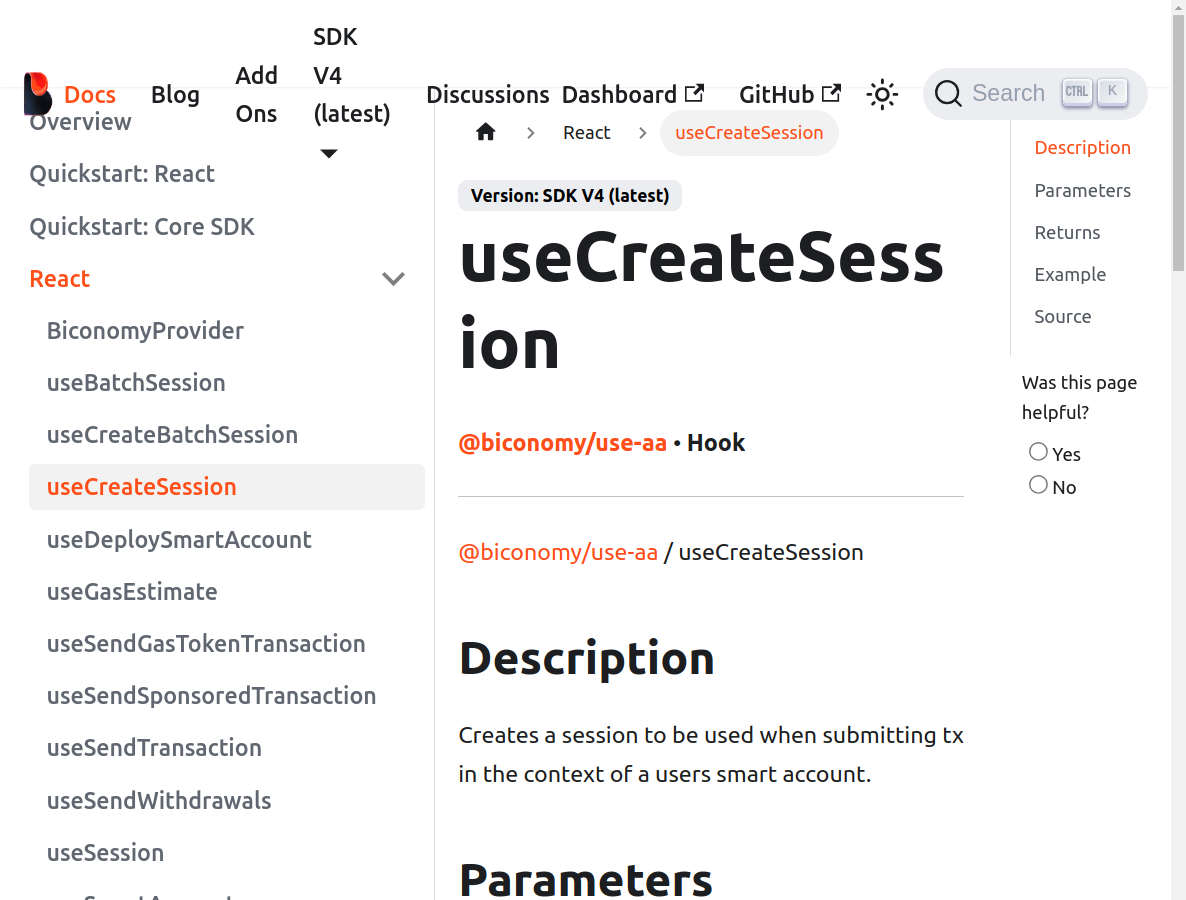 Docs
Blog
Add
Ons
SDK
V4
(latest)
Discussions
Dashboard
GitHub
Search
CTRL
K
Overview
Quickstart: React
Quickstart: Core SDK
React
BiconomyProvider
useBatchSession
useCreateBatchSession
useCreateSession
useDeploySmartAccount
useGasEstimate
useSendGasTokenTransaction
useSendSponsoredTransaction
useSendTransaction
useSendWithdrawals
useSession
React
useCreateSession
Version: SDK V4 (latest)
useCreateSess
ion
@biconomy/use-aa • Hook
@biconomy/use-aa / useCreateSession
Description
Creates a session to be used when submitting tx
in the context of a users smart account.
Parameters
Description
Parameters
Returns
Example
Source
Was this page
helpful?
Yes
No